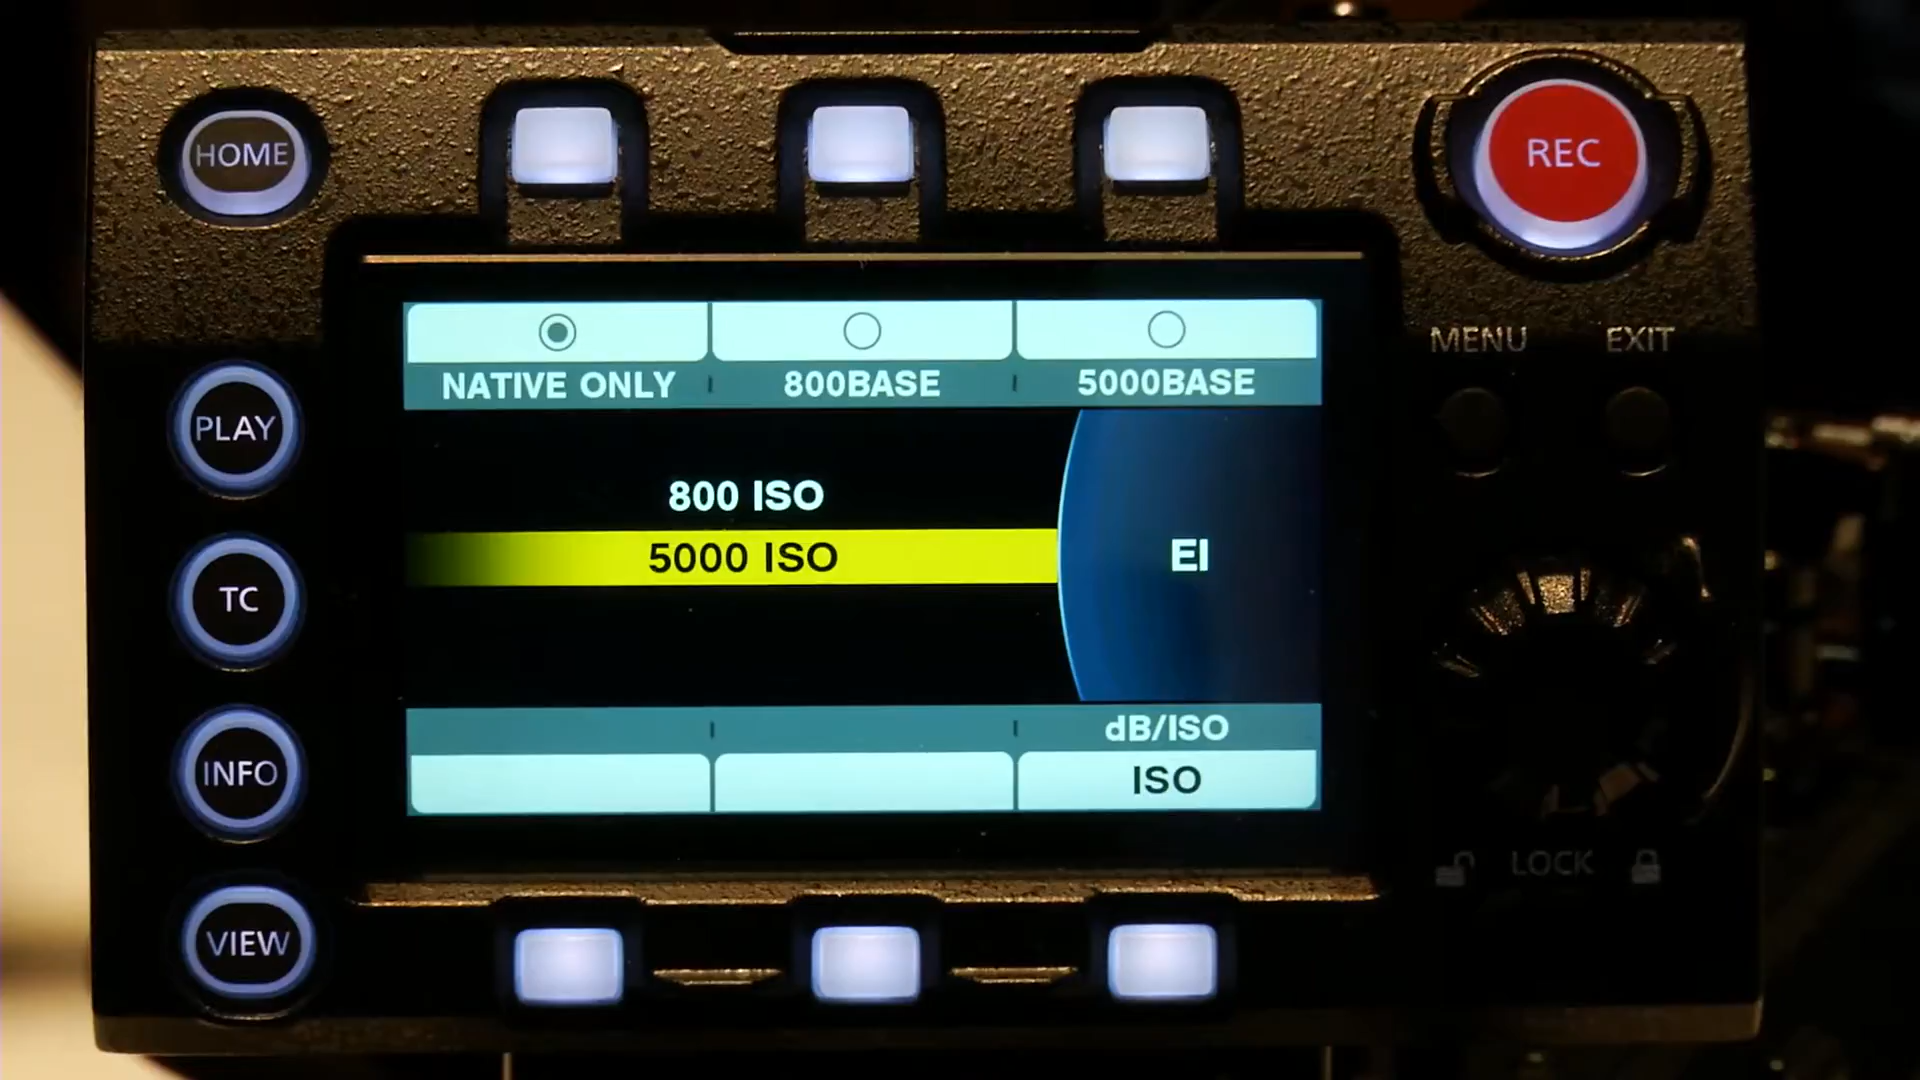 HOME
REC
MENU EXIT
NATIVE ONLY 800BASE 5000BASE
PLAY
800 ISO
5000 ISO
EI
TC
dB/ISO
INFO
ISO
LOCK
VIEW